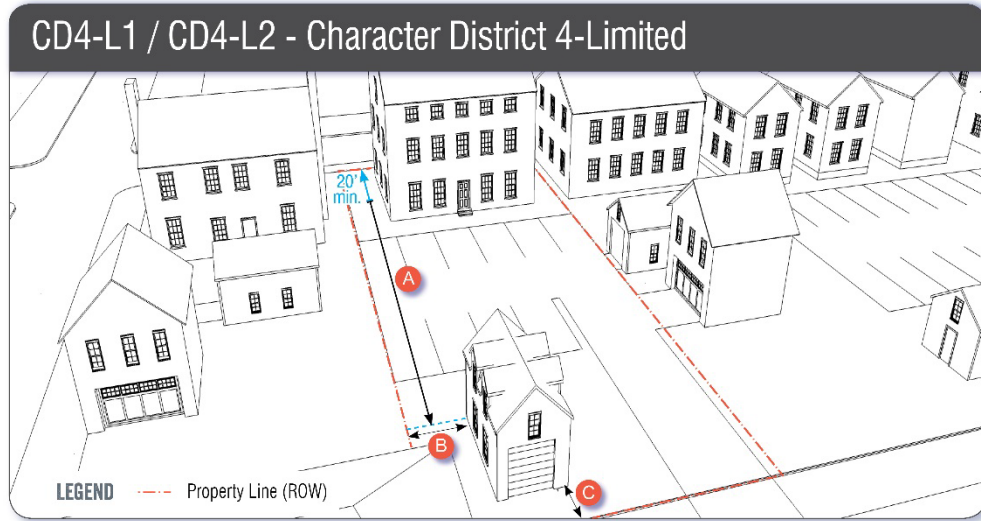 CD4-L1 / CD4-L2 - Character District 4-Limited
20'
min.
A
B
C
LEGEND
Property Line (ROW)